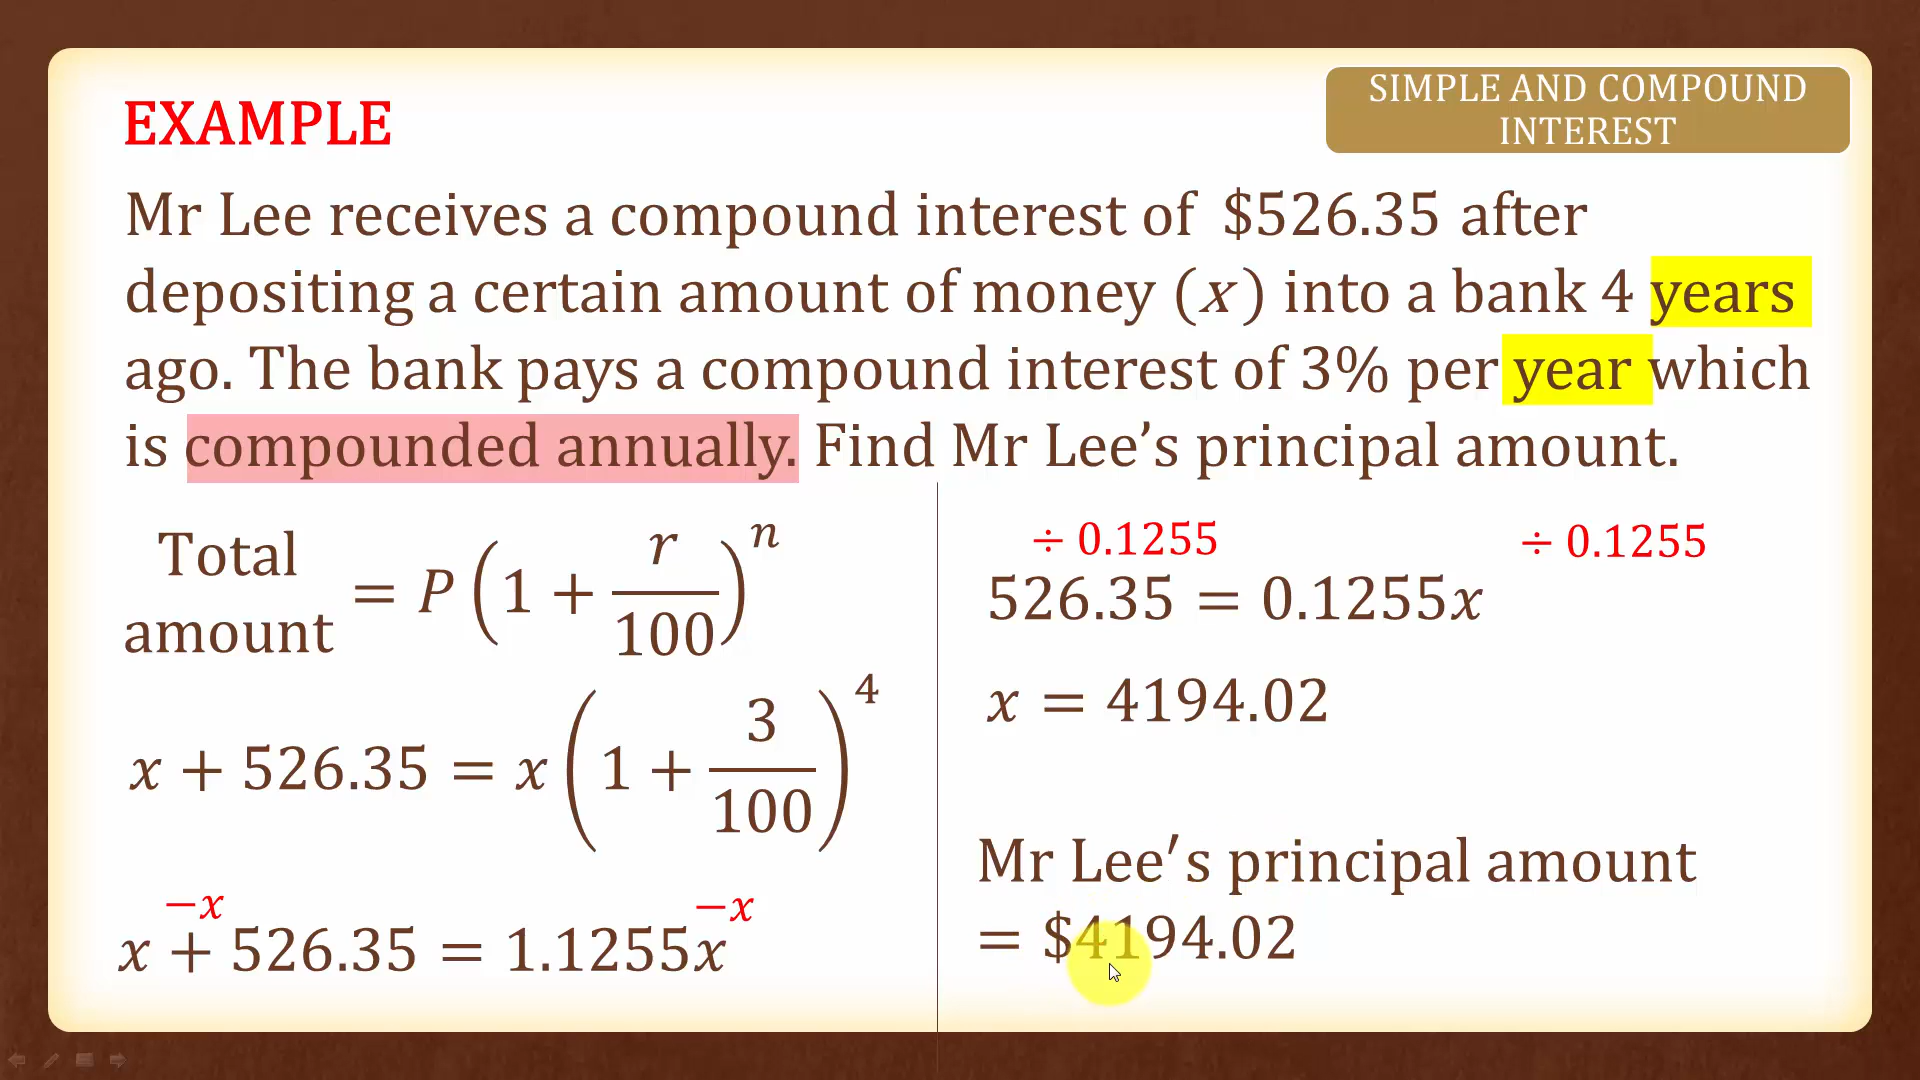 EXAMPLE
SIMPLE AND COMPOUND
INTEREST
Mr Lee receives a compound interest of $526.35 after
depositing a certain amount of money (x) into a bank 4 years
ago. The bank pays a compound interest of 3% per year which
is compounded annually. Find Mr Lee’s principal amount.
Total amount = P(1 + r/100)^n
x + 526.35 = x(1 + 3/100)^4
−x −x
x + 526.35 = 1.1255x
÷ 0.1255 ÷ 0.1255
526.35 = 0.1255x
x = 4194.02
Mr Lee′s principal amount
= $4194.02